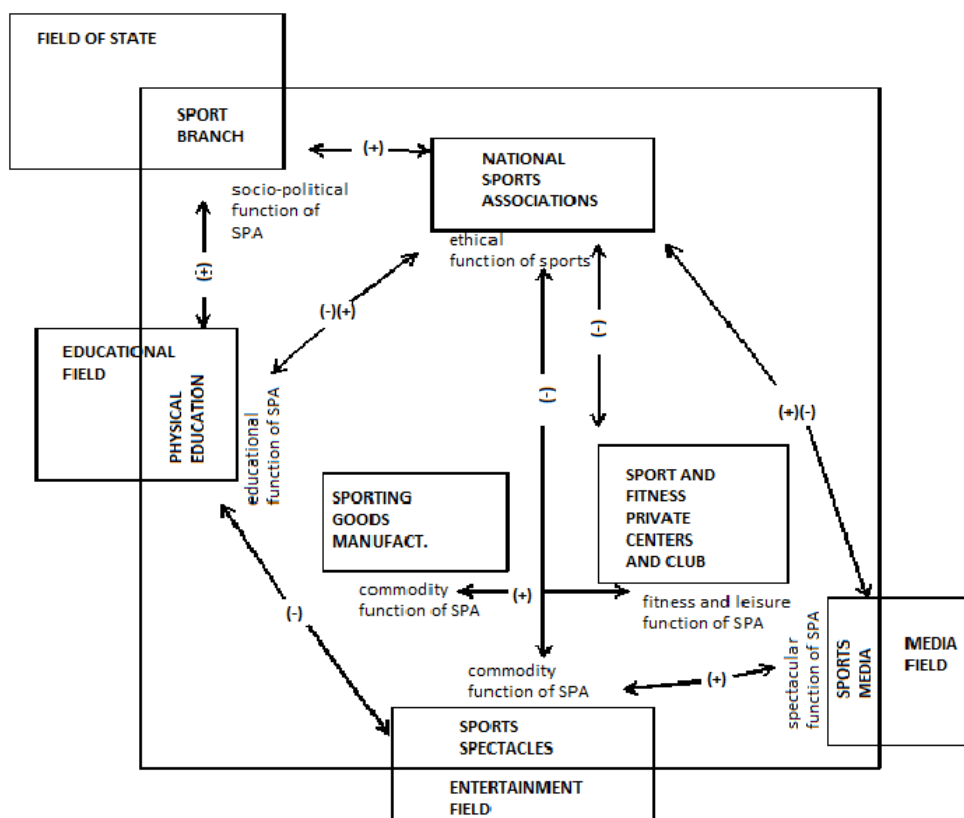 FIELD OF STATE
SPORT
BRANCH
(+)
NATIONAL
SPORTS
ASSOCIATIONS
socio-political
function of
SPA
ethical
function of sports
(+)
(-)(+)
(-)
(-)
(+)(-)
EDUCATIONAL
FIELD
PHYSICAL
EDUCATION
educational
function of SPA
SPORTING
GOODS
MANUFACT.
SPORT AND
FITNESS
PRIVATE
CENTERS
AND CLUB
commodity
function of SPA
(+)
fitness and leisure
function of SPA
(-)
commodity
function of SPA
(+)
spectacular
function of SPA
SPORTS
MEDIA
MEDIA
FIELD
SPORTS
SPECTACLES
ENTERTAINMENT
FIELD